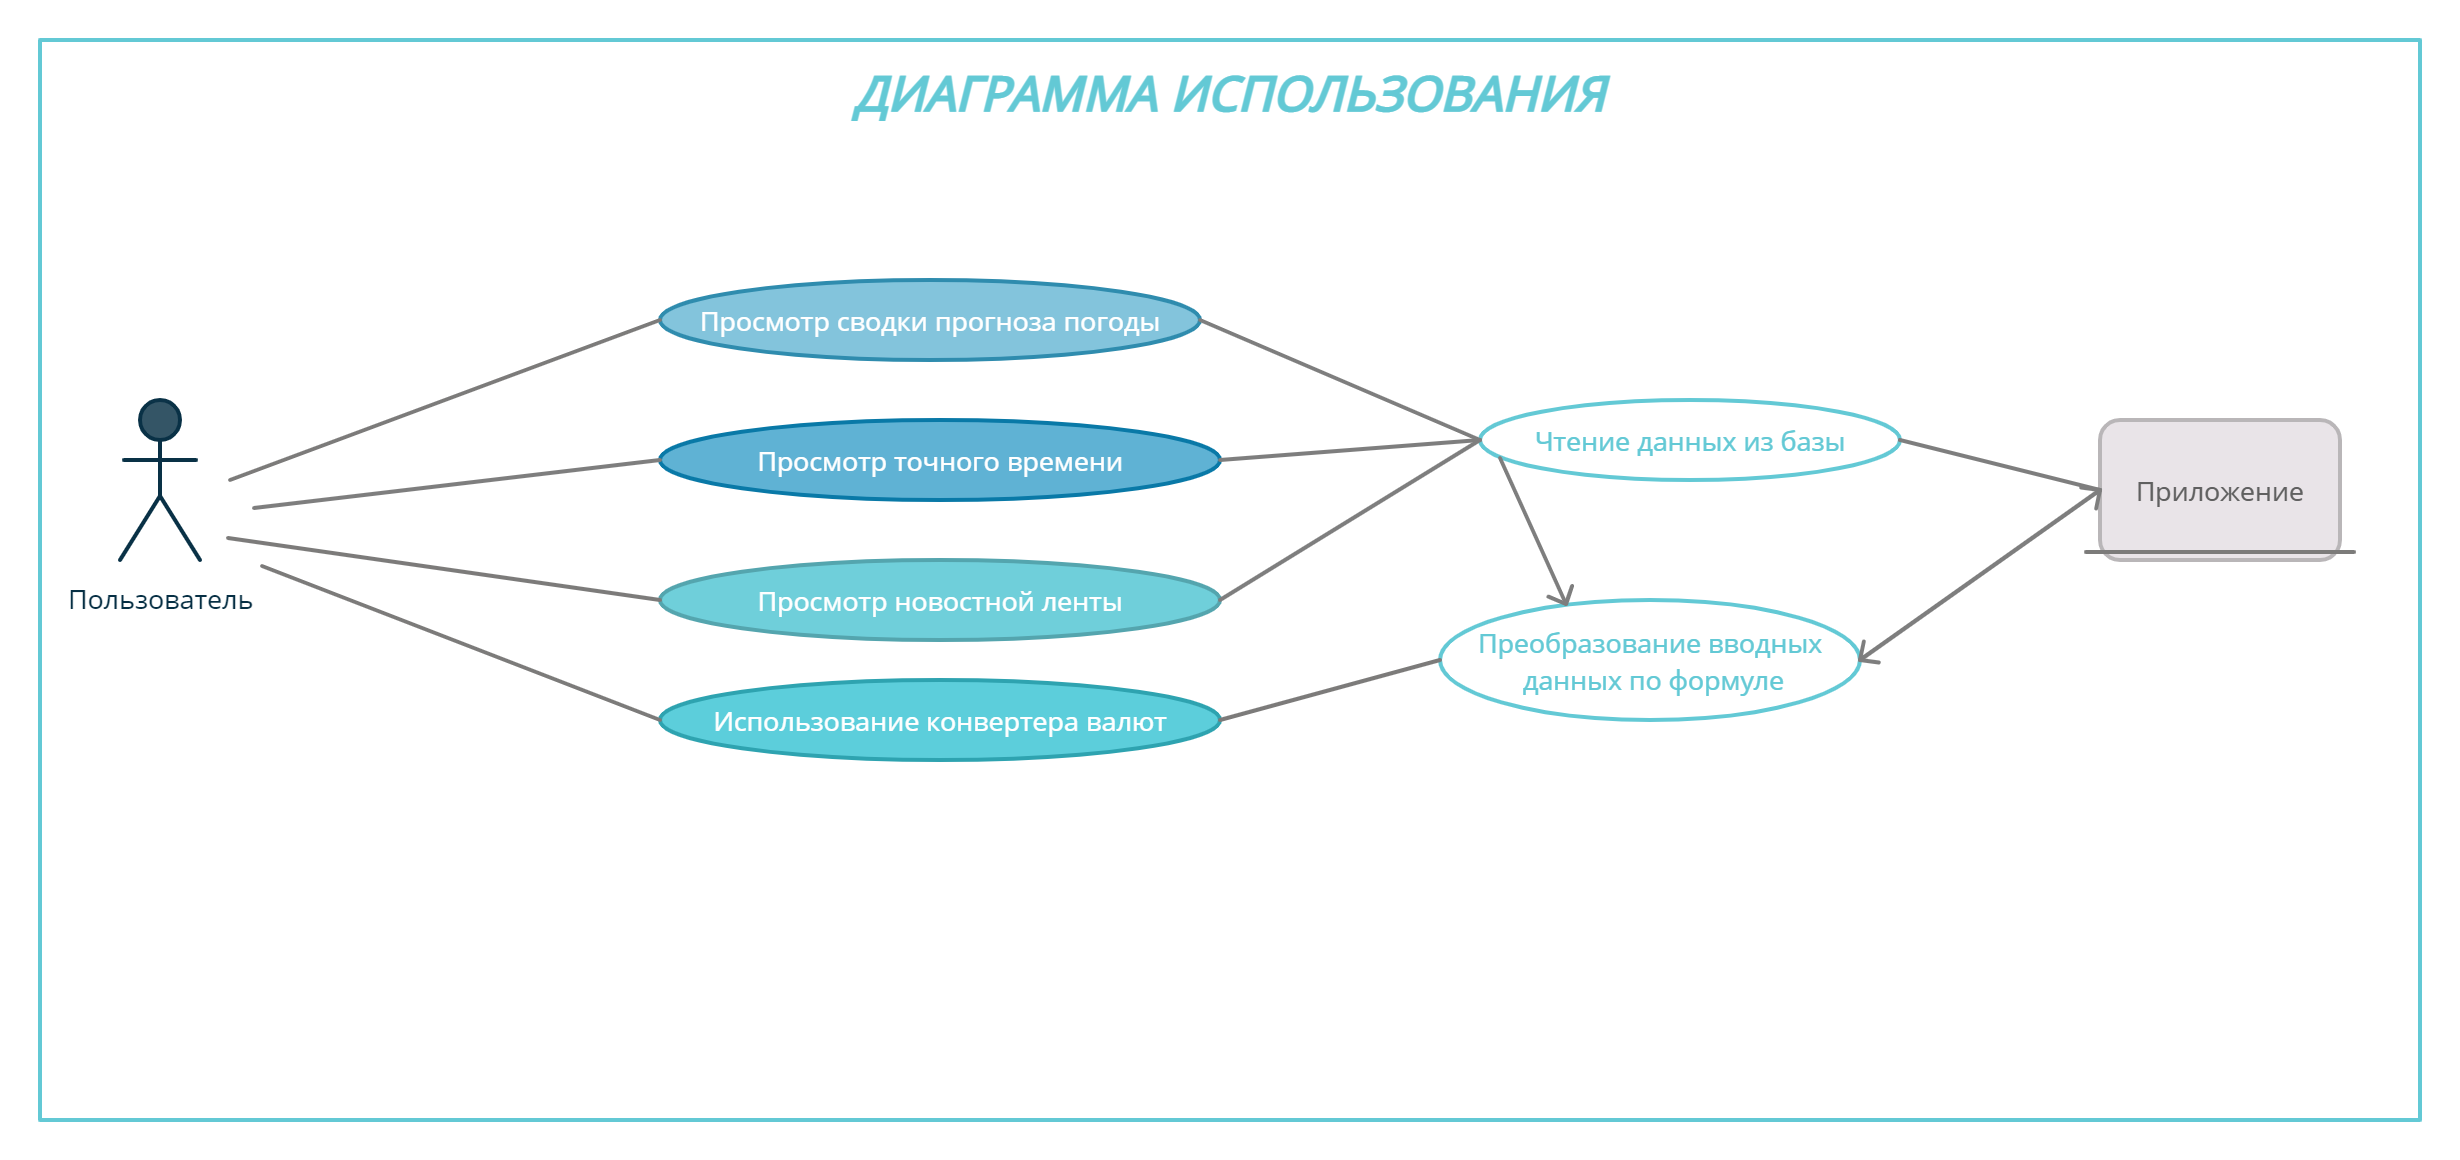 ДИАГРАММА ИСПОЛЬЗОВАНИЯ
Просмотр сводки прогноза погоды
Просмотр точного времени
Чтение данных из базы
Приложение
Пользователь
Просмотр новостной ленты
Преобразование вводных
данных по формуле
Использование конвертера валют